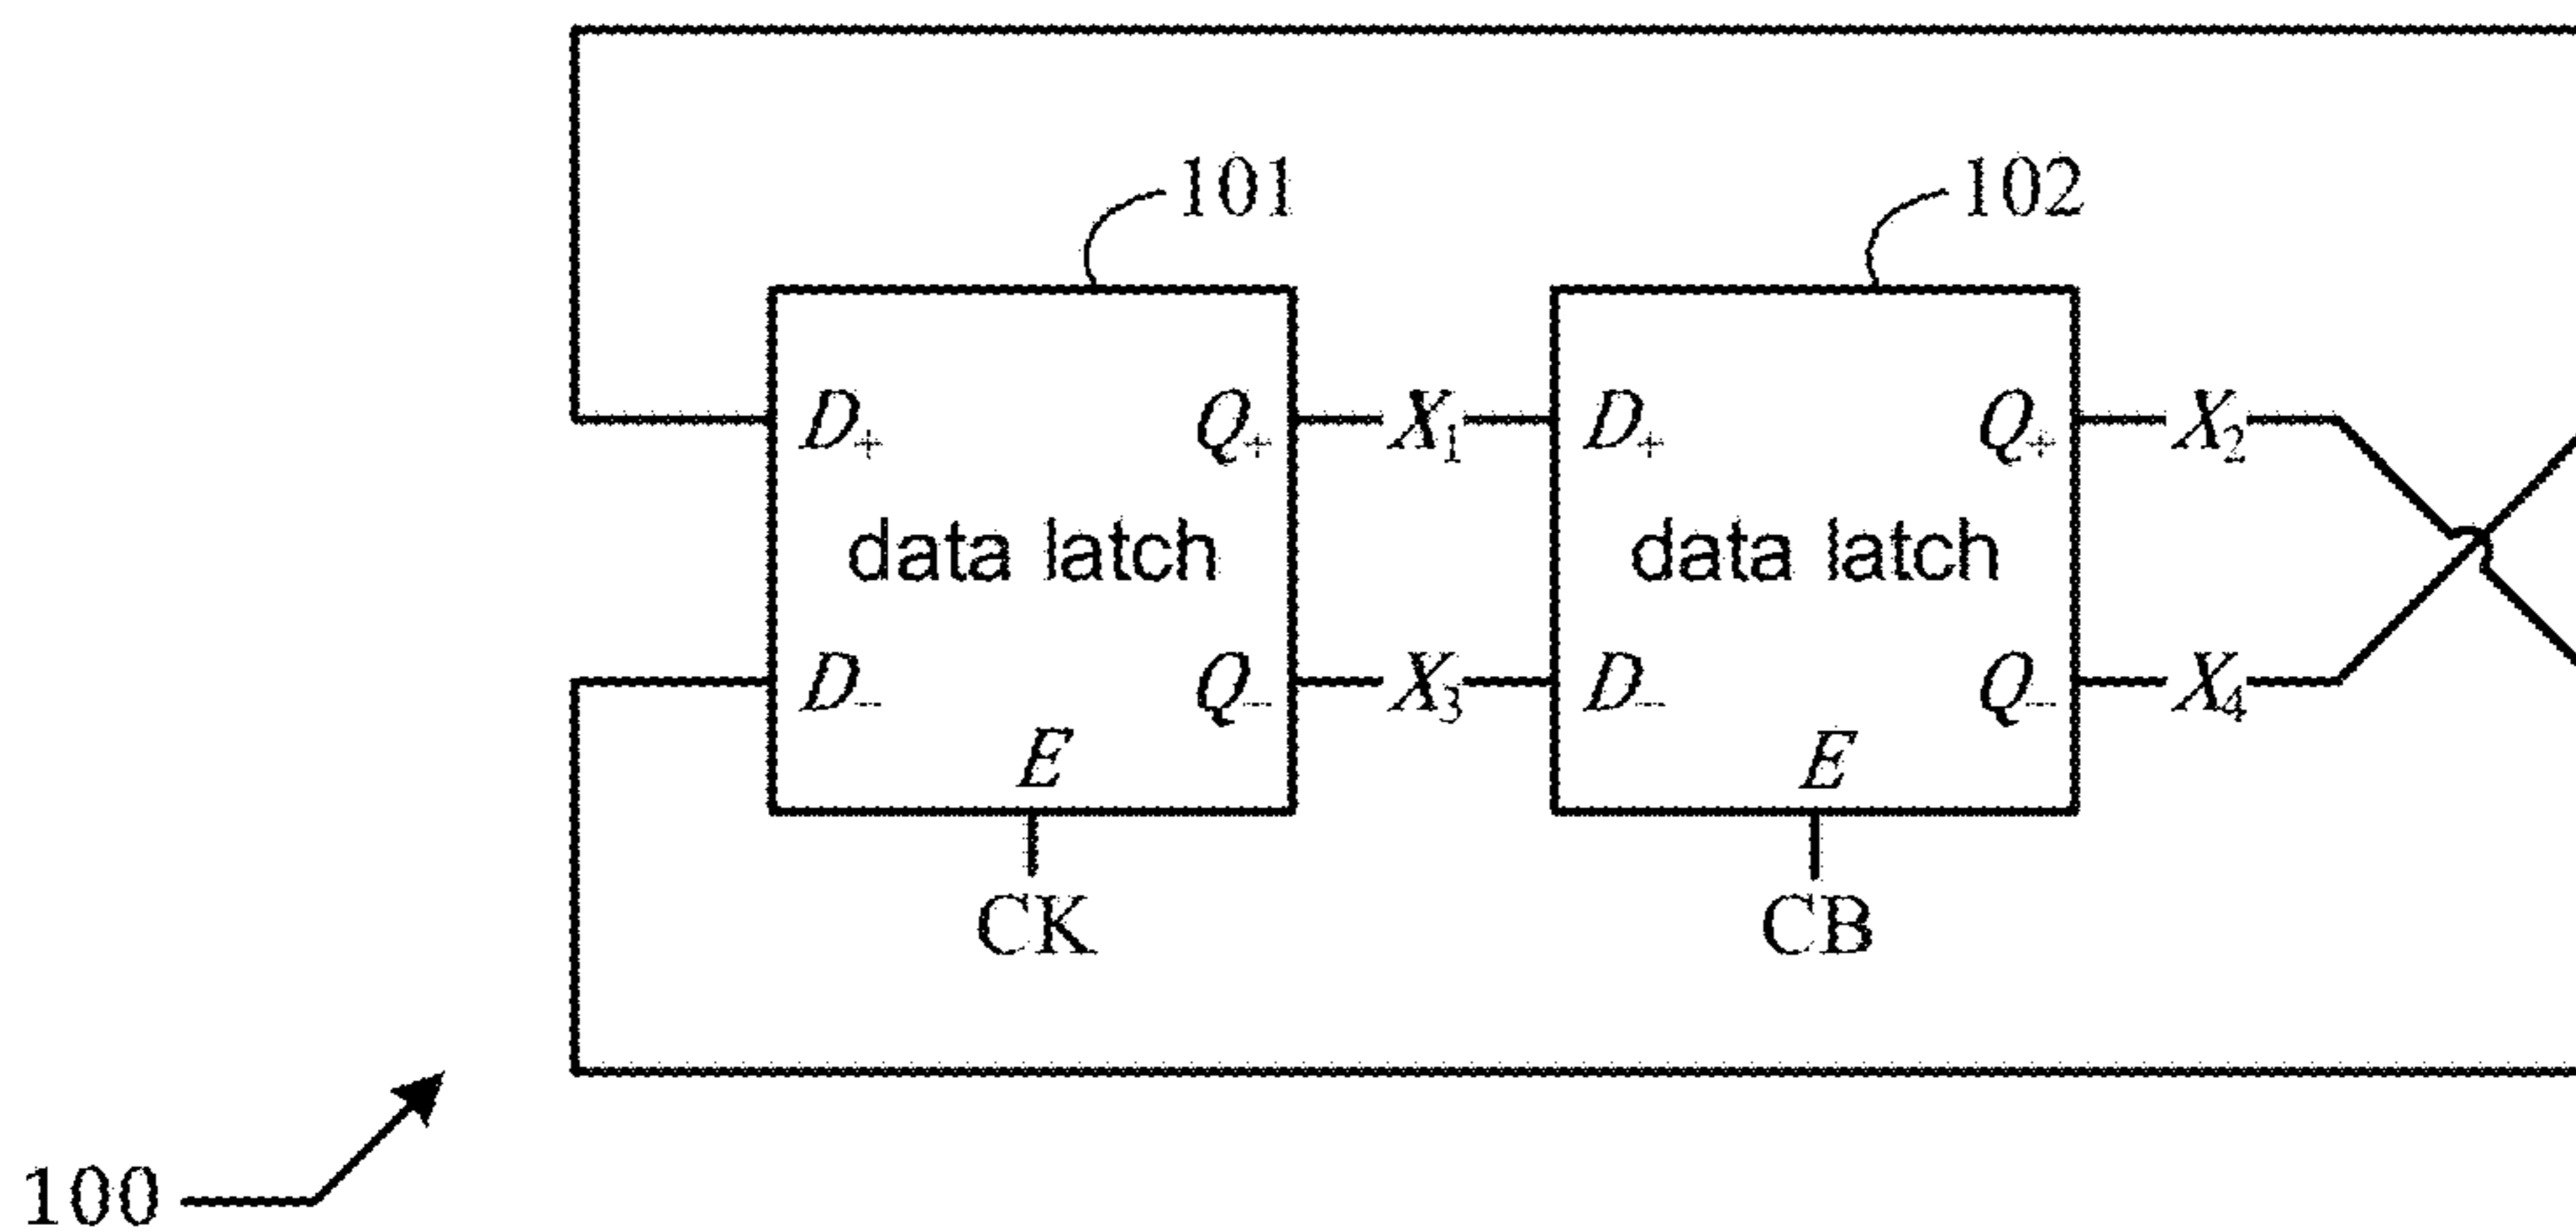 101 102
D₊ Q₊ X₁ D₊ Q₊ X₂
data latch data latch
D₋ Q₋ X₃ D₋ Q₋ X₄
E E
CK CB
100